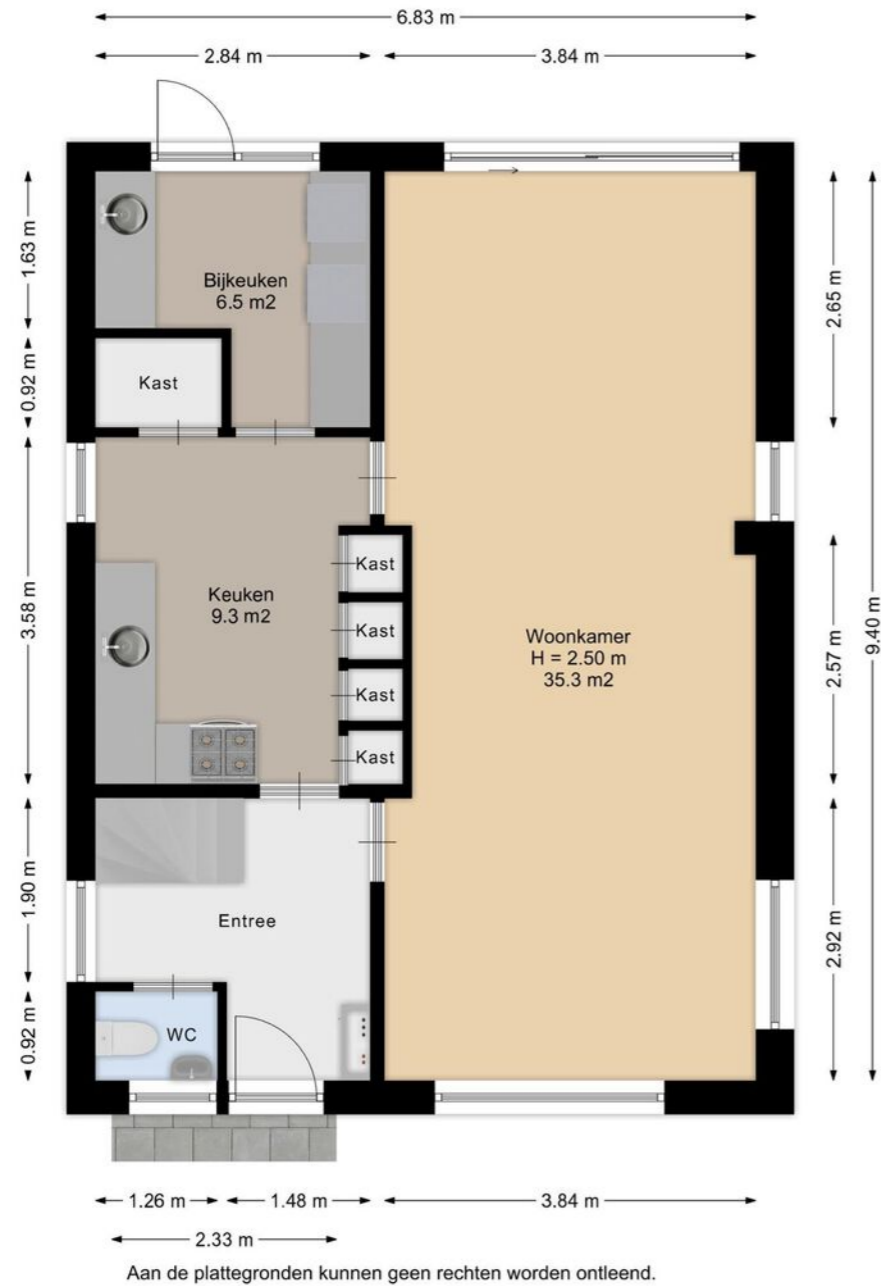 6.83 m
2.84 m
3.84 m
1.63 m
0.92 m
3.58 m
1.90 m
0.92 m
Bijkeuken
6.5 m2
Kast
Keuken
9.3 m2
Kast
Kast
Kast
Kast
Woonkamer
H = 2.50 m
35.3 m2
Entree
WC
2.65 m
2.57 m
2.92 m
9.40 m
1.26 m
1.48 m
3.84 m
2.33 m
Aan de plattegronden kunnen geen rechten worden ontleend.